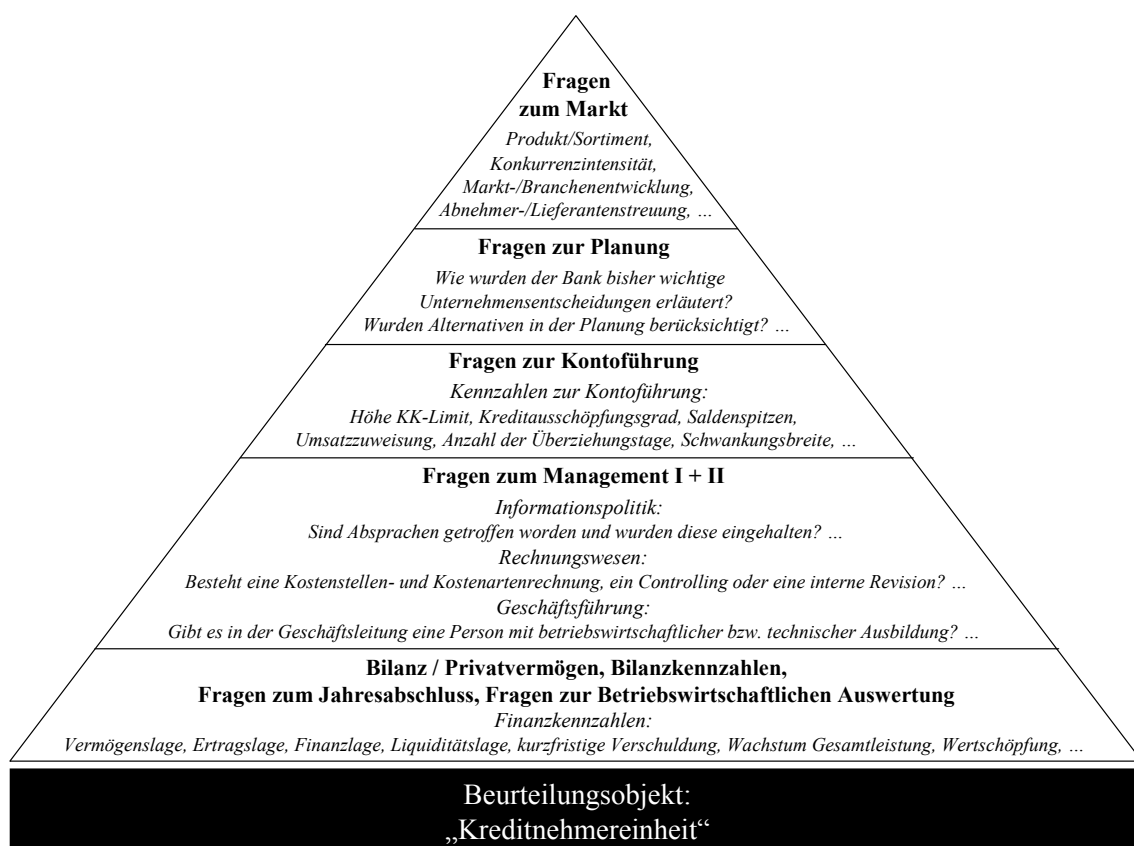 Fragen
zum Markt
Produkt/Sortiment,
Konkurrenzintensität,
Markt-/Branchenentwicklung,
Abnehmer-/Lieferantenstreuung, …
Fragen zur Planung
Wie wurden der Bank bisher wichtige
Unternehmensentscheidungen erläutert?
Wurden Alternativen in der Planung berücksichtigt? …
Fragen zur Kontoführung
Kennzahlen zur Kontoführung:
Höhe KK-Limit, Kreditausschöpfungsgrad, Saldenspitzen,
Umsatzzuweisung, Anzahl der Überziehungstage, Schwankungsbreite, …
Fragen zum Management I + II
Informationspolitik:
Sind Absprachen getroffen worden und wurden diese eingehalten? …
Rechnungswesen:
Besteht eine Kostenstellen- und Kostenartenrechnung, ein Controlling oder eine interne Revision? …
Geschäftsführung:
Gibt es in der Geschäftsleitung eine Person mit betriebswirtschaftlicher bzw. technischer Ausbildung? …
Bilanz / Privatvermögen, Bilanzkennzahlen,
Fragen zum Jahresabschluss, Fragen zur Betriebswirtschaftlichen Auswertung
Finanzkennzahlen:
Vermögenslage, Ertragslage, Finanzlage, Liquiditätslage, kurzfristige Verschuldung, Wachstum Gesamtleistung, Wertschöpfung, …
Beurteilungsobjekt:
„Kreditnehmereinheit“